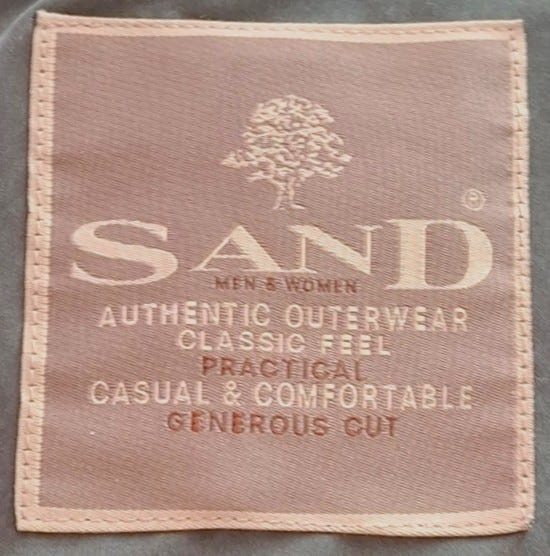 SAND®
MEN & WOMEN
AUTHENTIC OUTERWEAR
CLASSIC FEEL
PRACTICAL
CASUAL & COMFORTABLE
GENEROUS CUT